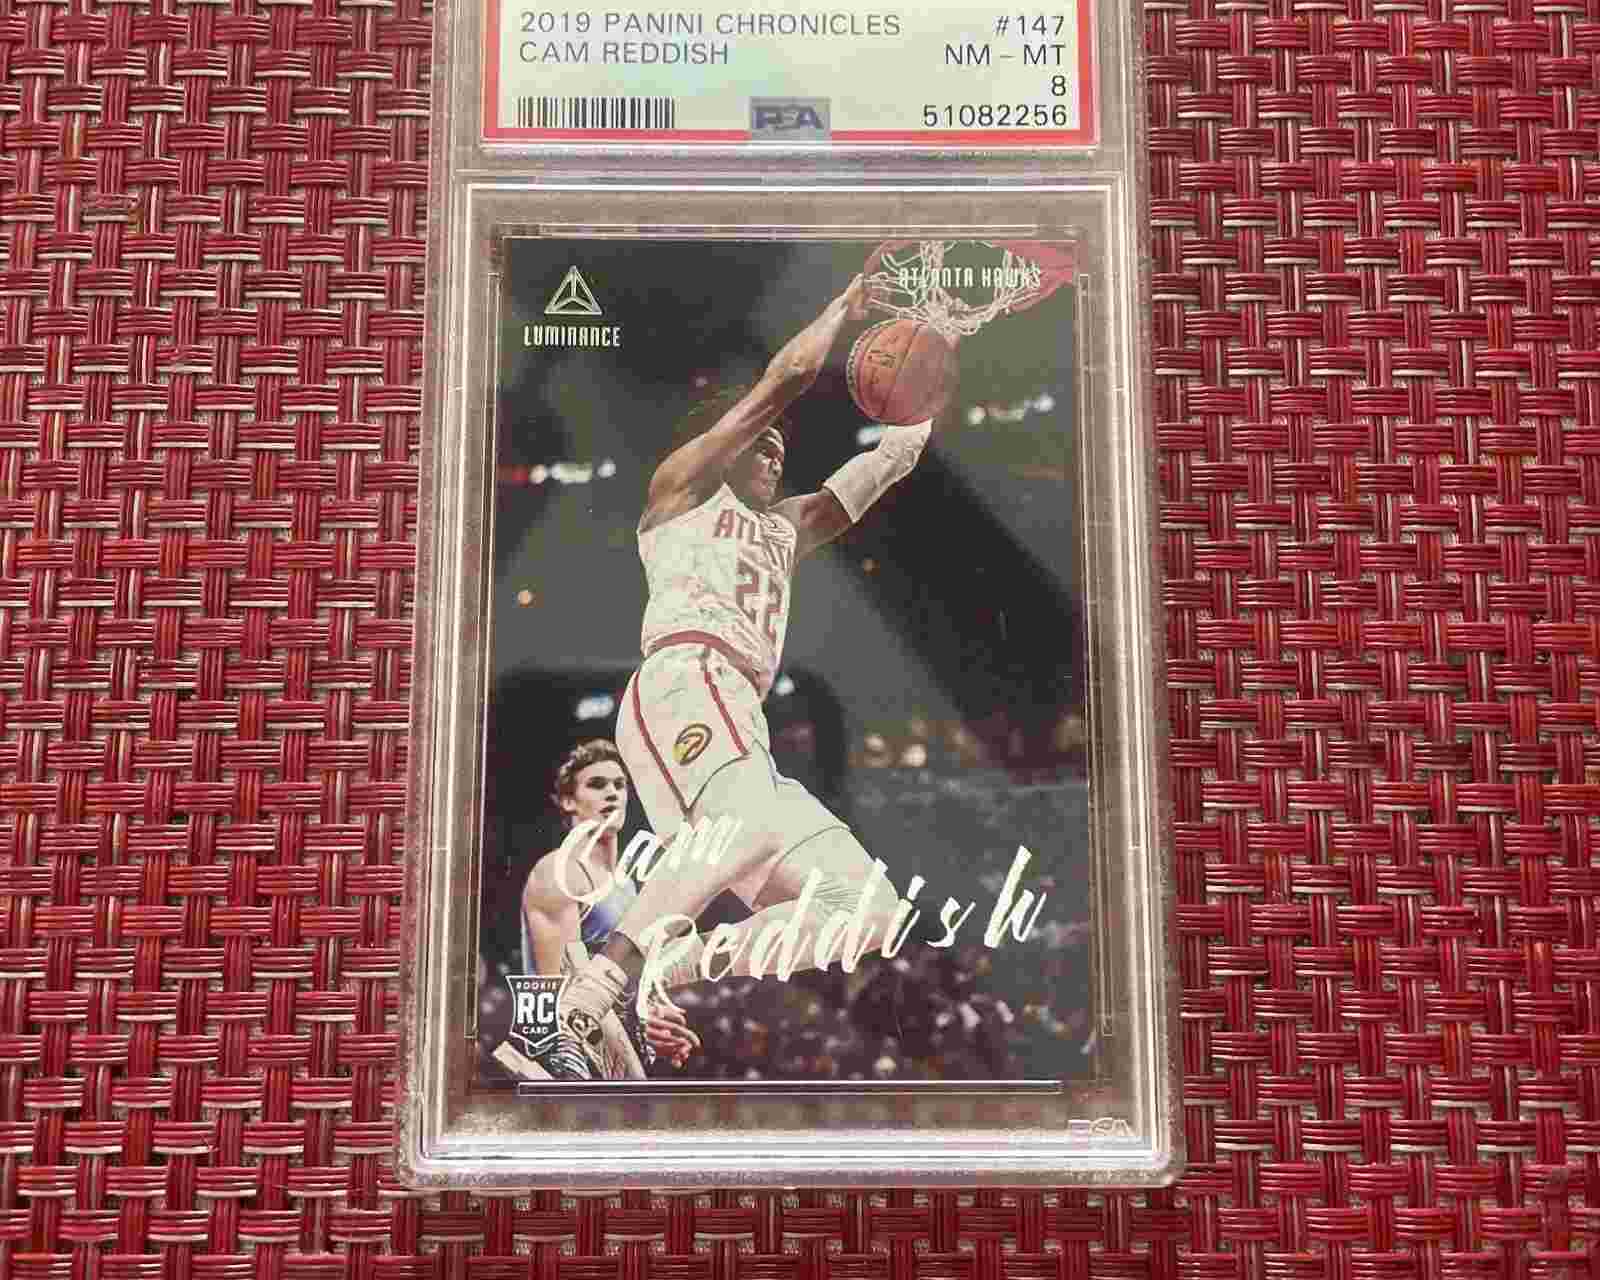 2019 PANINI CHRONICLES #147
CAM REDDISH NM - MT
8
PSA 51082256
LUMINANCE
ATLANTA HAWKS
22
Cam
Reddish
ROOKIE
RC
CARD
PSA